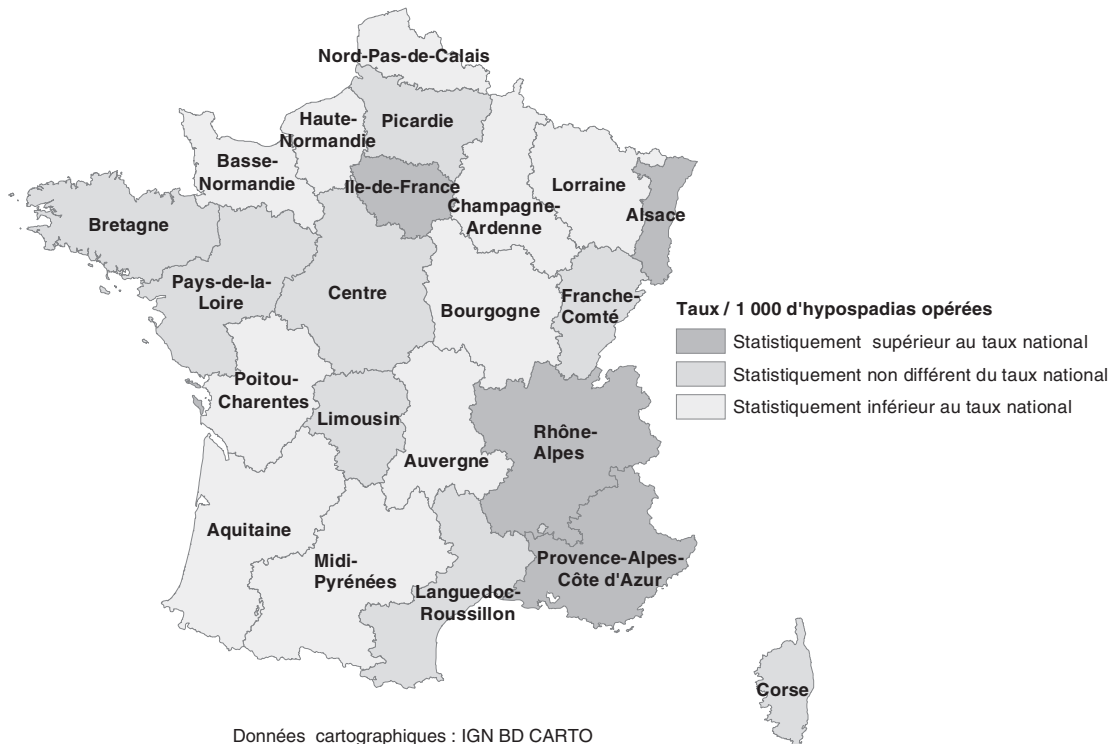 Nord-Pas-de-Calais
Haute-
Normandie
Picardie
Basse-
Normandie
Ile-de-France
Lorraine
Champagne-
Ardenne
Alsace
Bretagne
Pays-de-la-
Loire
Centre
Bourgogne
Franche-
Comté
Taux / 1 000 d'hypospadias opérées
Statistiquement supérieur au taux national
Statistiquement non différent du taux national
Statistiquement inférieur au taux national
Poitou-
Charentes
Limousin
Auvergne
Rhône-
Alpes
Aquitaine
Midi-
Pyrénées
Languedoc-
Roussillon
Provence-Alpes-
Côte d'Azur
Corse
Données cartographiques : IGN BD CARTO